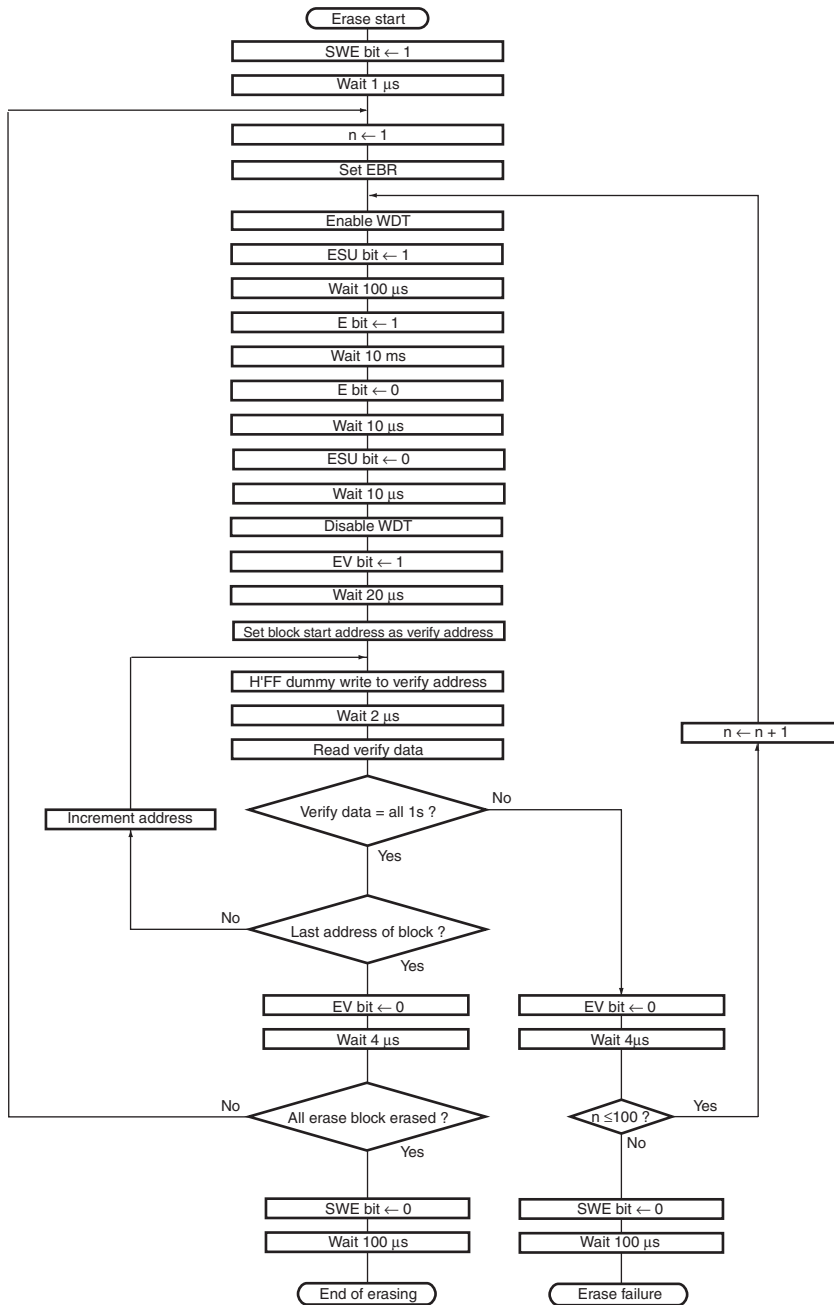 Erase start
SWE bit ← 1
Wait 1 μs
n ← 1
Set EBR
Enable WDT
ESU bit ← 1
Wait 100 μs
E bit ← 1
Wait 10 ms
E bit ← 0
Wait 10 μs
ESU bit ← 0
Wait 10 μs
Disable WDT
EV bit ← 1
Wait 20 μs
Set block start address as verify address
H'FF dummy write to verify address
Wait 2 μs
n ← n + 1
Read verify data
No
Verify data = all 1s ?
Increment address
Yes
No
Last address of block ?
Yes
EV bit ← 0
EV bit ← 0
Wait 4 μs
Wait 4μs
No
Yes
All erase block erased ?
n ≤100 ?
Yes
No
SWE bit ← 0
SWE bit ← 0
Wait 100 μs
Wait 100 μs
End of erasing
Erase failure